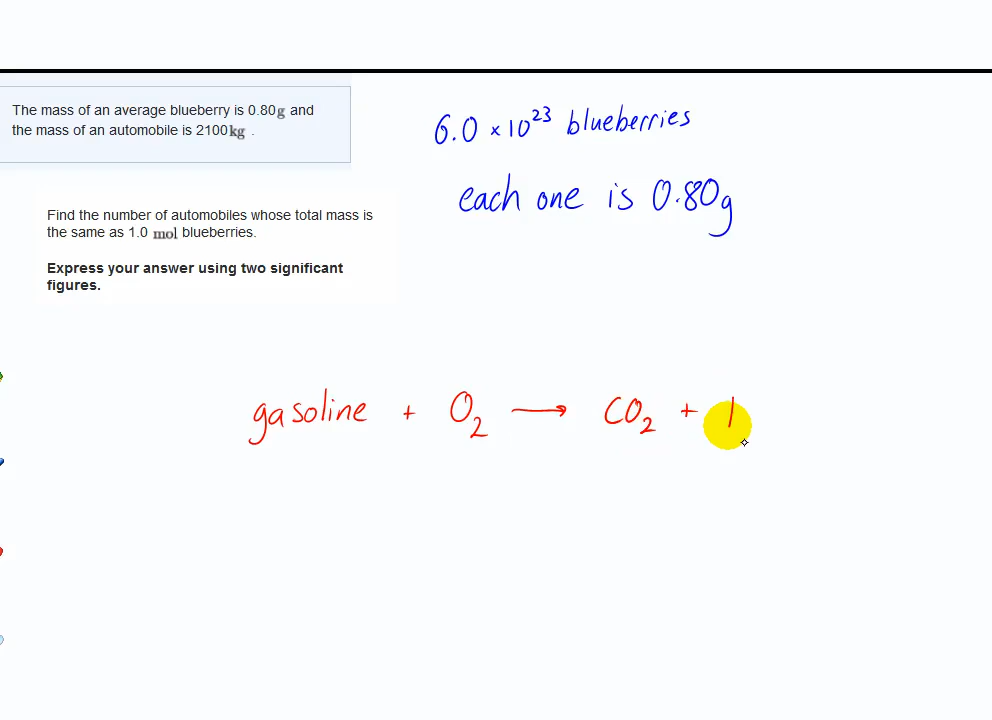 The mass of an average blueberry is 0.80g and
the mass of an automobile is 2100kg .
6.0 × 10²³ blueberries
each one is 0.80g
Find the number of automobiles whose total mass is
the same as 1.0 mol blueberries.
Express your answer using two significant
figures.
gasoline + O₂ → CO₂ +